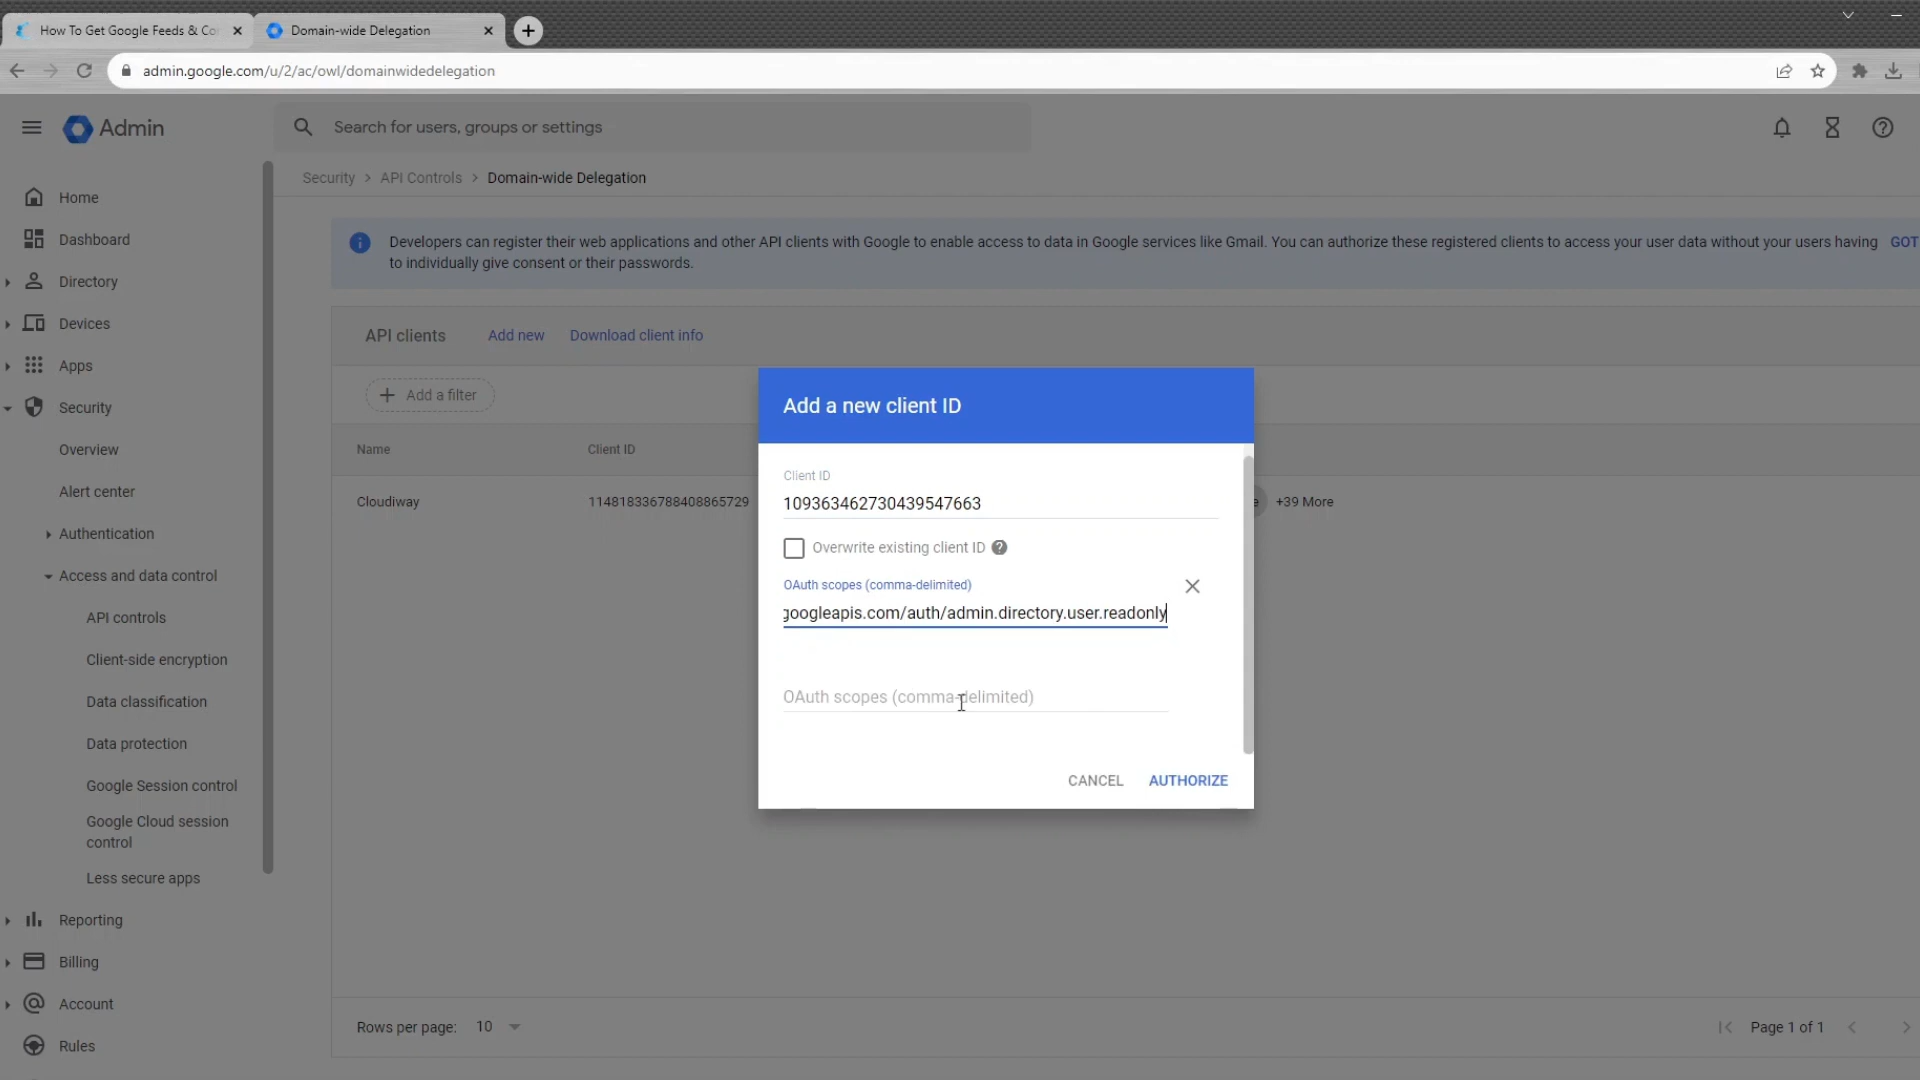 How To Get Google Feeds & Co
Domain-wide Delegation
admin.google.com/u/2/ac/owl/domainwidedelegation
Admin
Search for users, groups or settings
Security > API Controls > Domain-wide Delegation
Home
Dashboard
Directory
Devices
Apps
Security
Overview
Alert center
Authentication
Access and data control
API controls
Client-side encryption
Data classification
Data protection
Google Session control
Google Cloud session
control
Less secure apps
Reporting
Billing
Account
Rules
Developers can register their web applications and other API clients with Google to enable access to data in Google services like Gmail. You can authorize these registered clients to access your user data without your users having
to individually give consent or their passwords.
GOT
API clients Add new Download client info
Add a filter
Name Client ID
Cloudiway 114818336788408865729 e +39 More
Add a new client ID
Client ID
109363462730439547663
Overwrite existing client ID
OAuth scopes (comma-delimited)
googleapis.com/auth/admin.directory.user.readonly
OAuth scopes (comma-delimited)
CANCEL AUTHORIZE
Rows per page: 10
Page 1 of 1